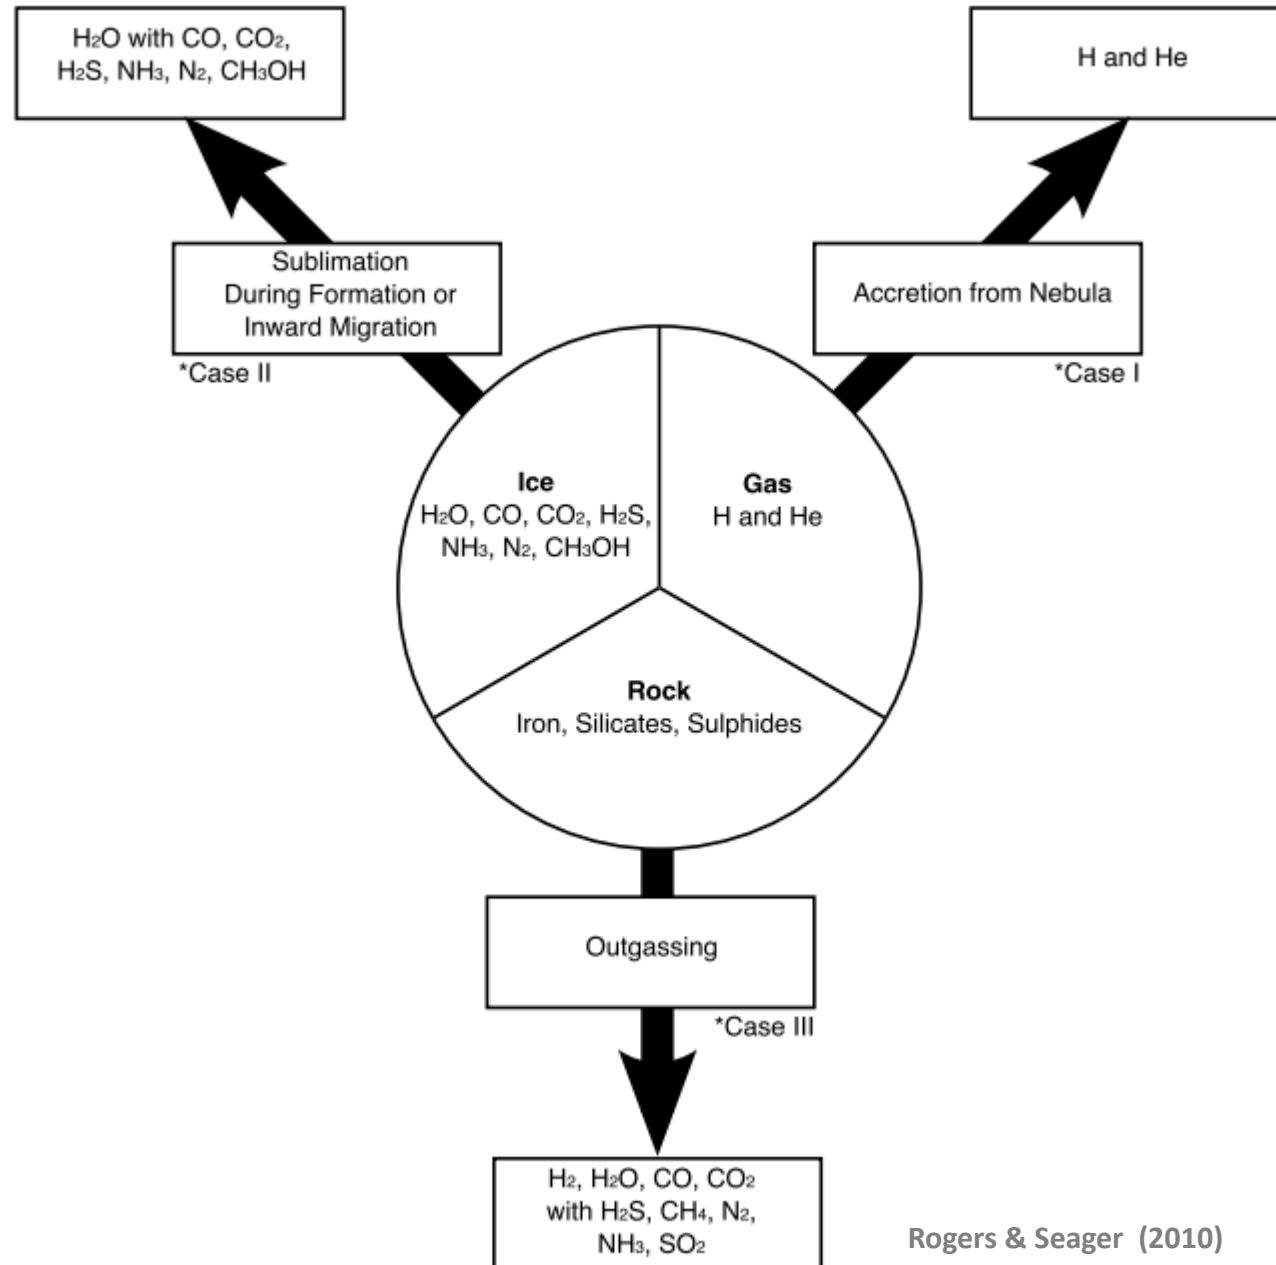 H₂O with CO, CO₂,
H₂S, NH₃, N₂, CH₃OH
H and He
Sublimation
During Formation or
Inward Migration
*Case II
Accretion from Nebula
*Case I
Ice
H₂O, CO, CO₂, H₂S,
NH₃, N₂, CH₃OH
Gas
H and He
Rock
Iron, Silicates, Sulphides
Outgassing
*Case III
H₂, H₂O, CO, CO₂
with H₂S, CH₄, N₂,
NH₃, SO₂
Rogers & Seager (2010)